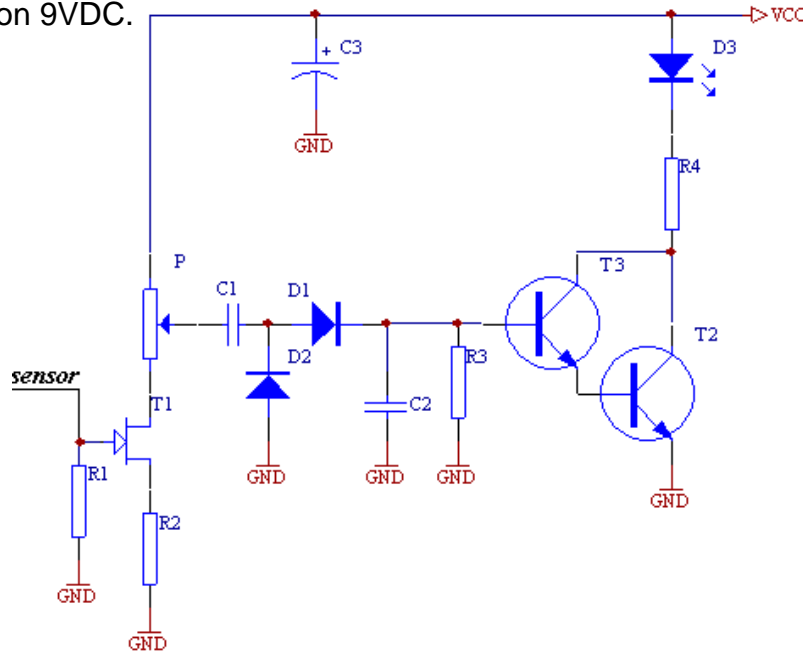 on 9VDC.
VCC
C3
D3
GND
R4
P
T3
C1
D1
T2
D2
R3
sensor
T1
C2
R1
GND
GND
GND
GND
R2
GND
GND